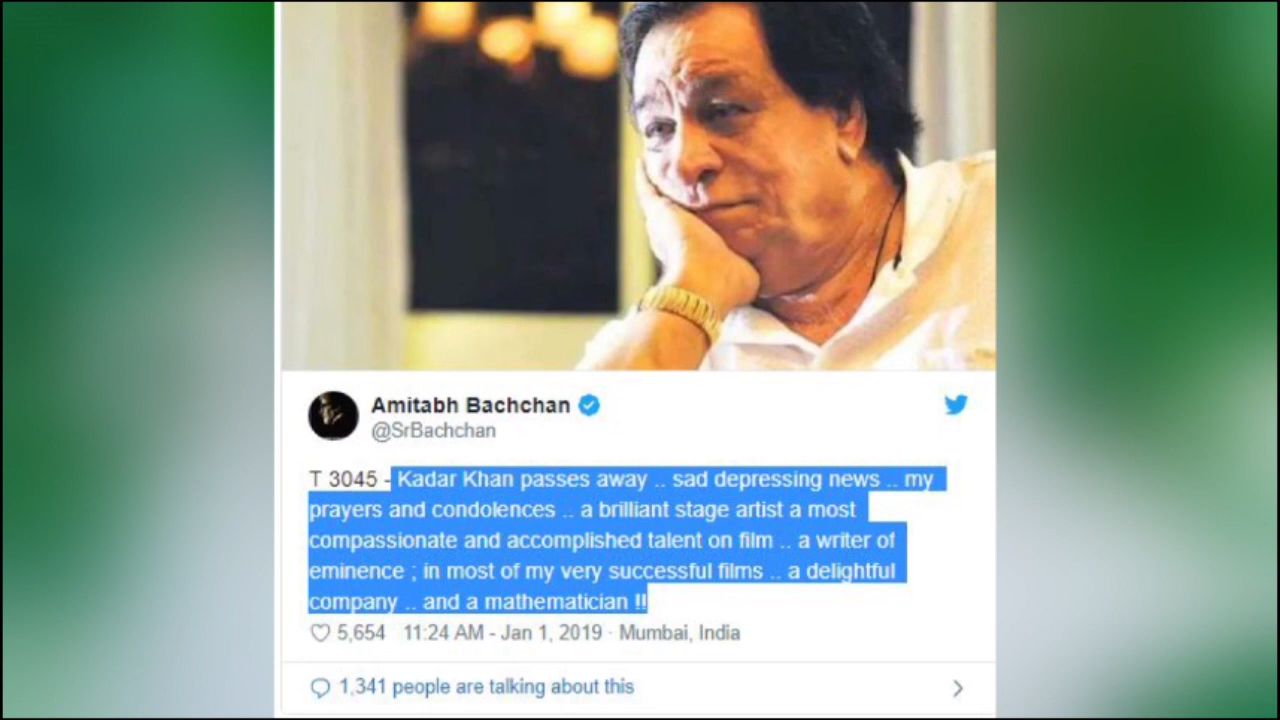 Amitabh Bachchan
@SrBachchan
T 3045 - Kadar Khan passes away .. sad depressing news .. my
prayers and condolences .. a brilliant stage artist a most
compassionate and accomplished talent on film .. a writer of
eminence ; in most of my very successful films .. a delightful
company .. and a mathematician !!
5,654 11:24 AM - Jan 1, 2019 · Mumbai, India
1,341 people are talking about this